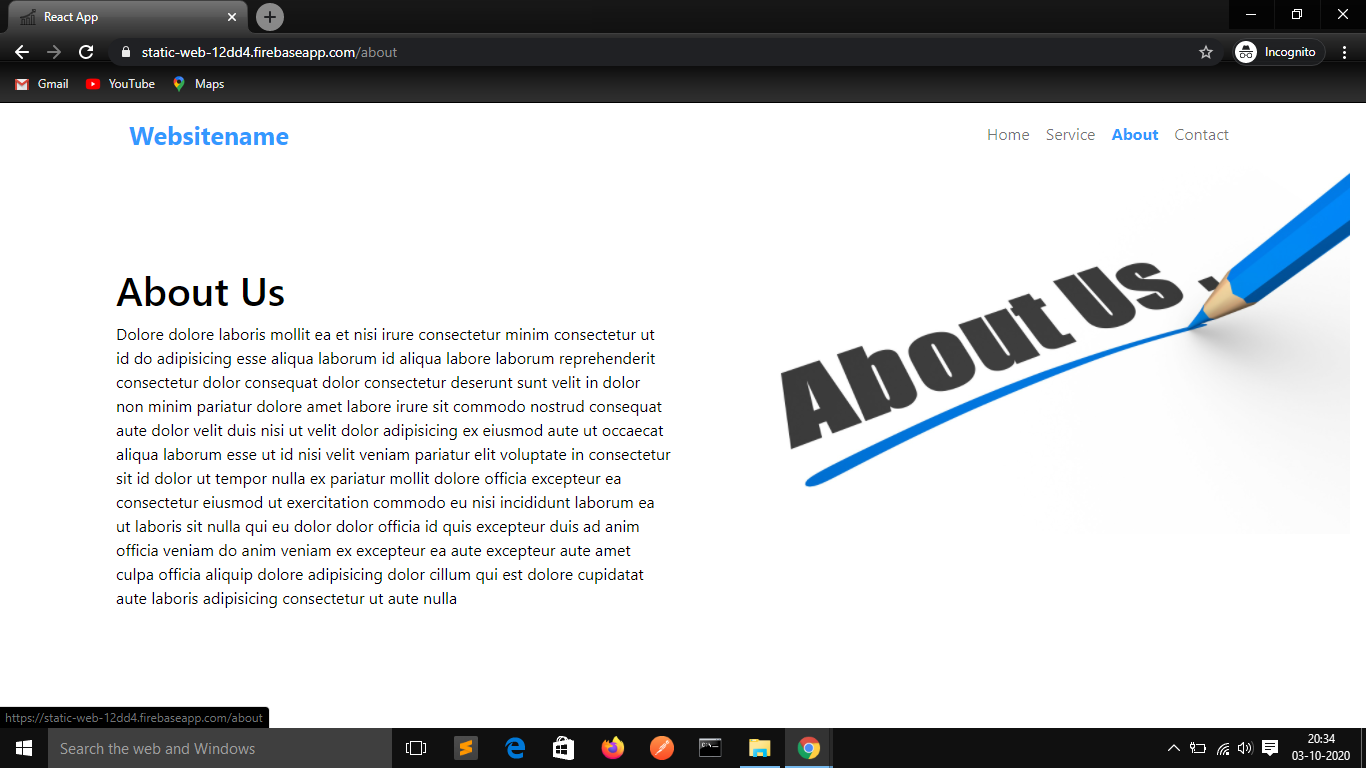 React App
static-web-12dd4.firebaseapp.com/about
Incognito
Gmail YouTube Maps
Websitename
Home Service About Contact
About Us
Dolore dolore laboris mollit ea et nisi irure consectetur minim consectetur ut
id do adipisicing esse aliqua laborum id aliqua labore laborum reprehenderit
consectetur dolor consequat dolor consectetur deserunt sunt velit in dolor
non minim pariatur dolore amet labore irure sit commodo nostrud consequat
aute dolor velit duis nisi ut velit dolor adipisicing ex eiusmod aute ut occaecat
aliqua laborum esse ut id nisi velit veniam pariatur elit voluptate in consectetur
sit id dolor ut tempor nulla ex pariatur mollit dolore officia excepteur ea
consectetur eiusmod ut exercitation commodo eu nisi incididunt laborum ea
ut laboris sit nulla qui eu dolor dolor officia id quis excepteur duis ad anim
officia veniam do anim veniam ex excepteur ea aute excepteur aute amet
culpa officia aliquip dolore adipisicing dolor cillum qui est dolore cupidatat
aute laboris adipisicing consectetur ut aute nulla
About Us .
https://static-web-12dd4.firebaseapp.com/about
Search the web and Windows
20:34
03-10-2020